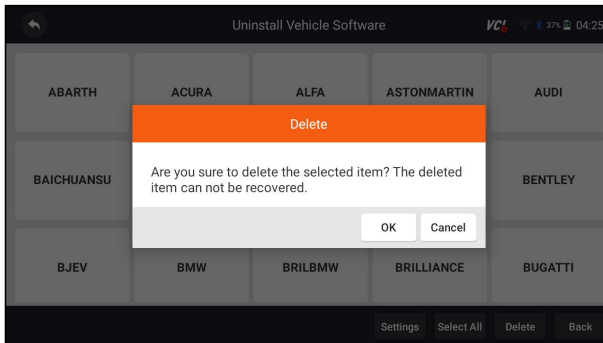 Uninstall Vehicle Software
VCI
37%
04:25
ABARTH
ACURA
ALFA
ASTONMARTIN
AUDI
Delete
Are you sure to delete the selected item? The deleted
item can not be recovered.
OK
Cancel
BAICHUANSU
BENTLEY
BJEV
BMW
BRILBMW
BRILLIANCE
BUGATTI
Settings
Select All
Delete
Back